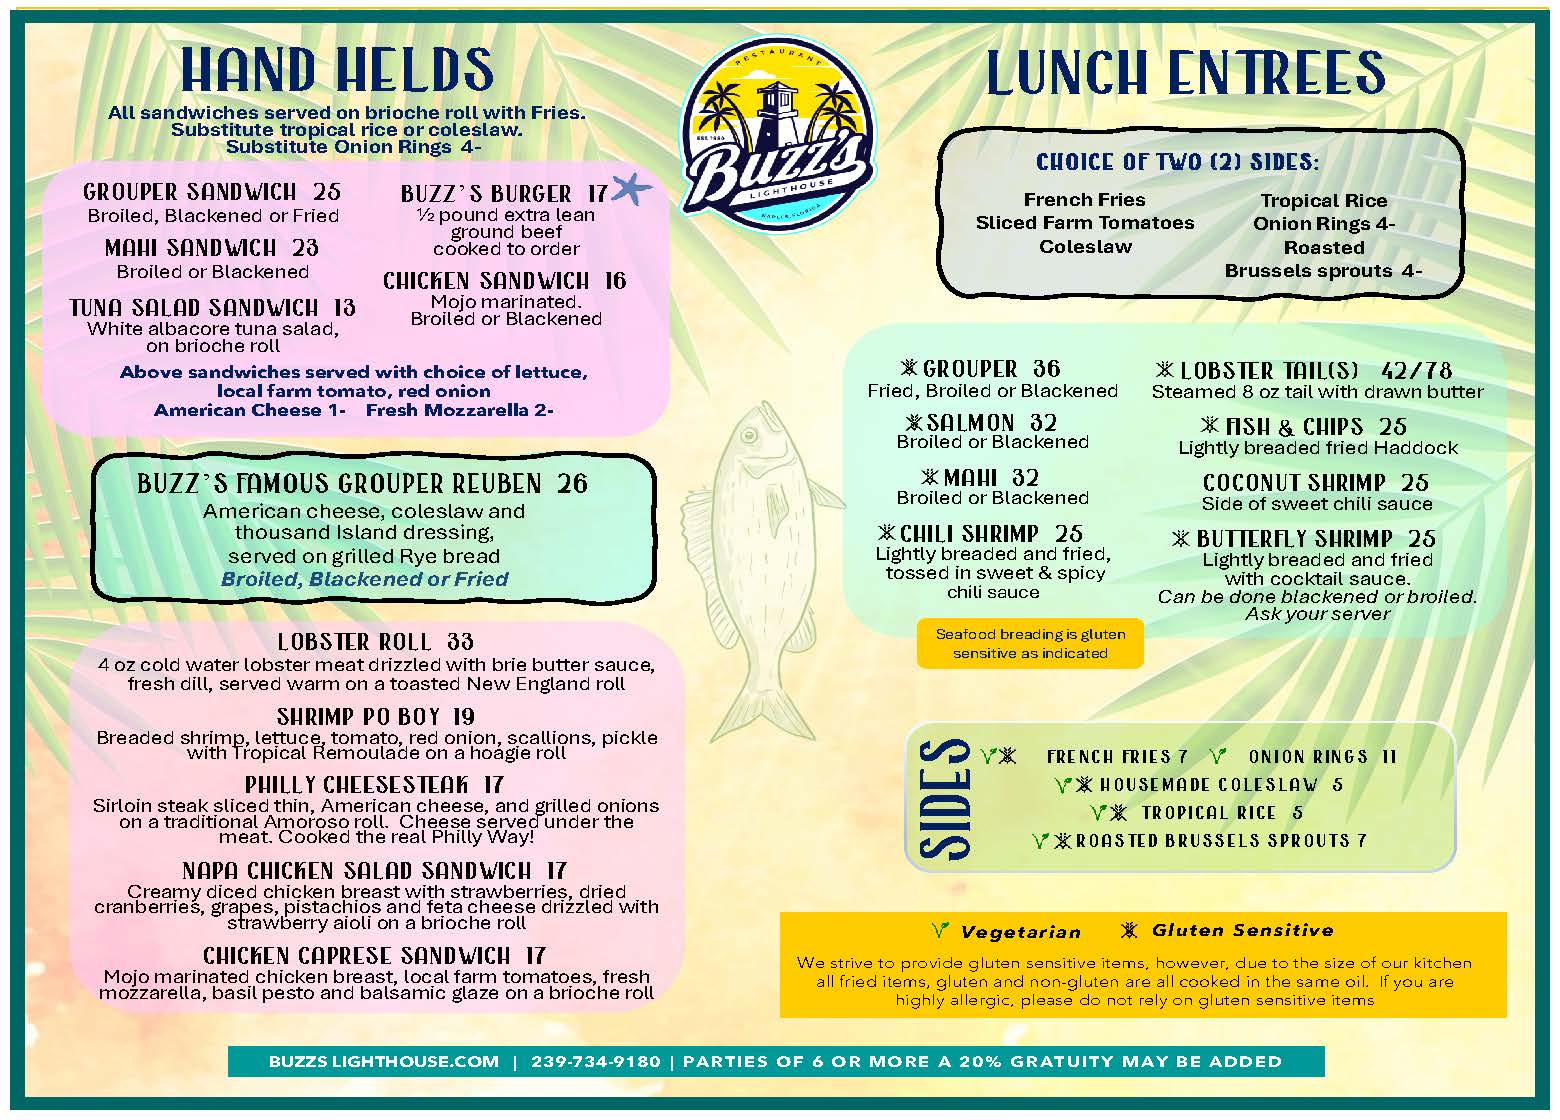 HAND HELDS
All sandwiches served on brioche roll with Fries.
Substitute tropical rice or coleslaw.
Substitute Onion Rings 4-
GROUPER SANDWICH 25
Broiled, Blackened or Fried
MAHI SANDWICH 23
Broiled or Blackened
TUNA SALAD SANDWICH 13
White albacore tuna salad,
on brioche roll
BUZZ'S BURGER 17
½ pound extra lean
ground beef
cooked to order
CHICKEN SANDWICH 16
Mojo marinated.
Broiled or Blackened
Above sandwiches served with choice of lettuce,
local farm tomato, red onion
American Cheese 1- Fresh Mozzarella 2-
BUZZ'S FAMOUS GROUPER REUBEN 26
American cheese, coleslaw and
thousand Island dressing,
served on grilled Rye bread
Broiled, Blackened or Fried
LOBSTER ROLL 33
4 oz cold water lobster meat drizzled with brie butter sauce,
fresh dill, served warm on a toasted New England roll
SHRIMP PO BOY 19
Breaded shrimp, lettuce, tomato, red onion, scallions, pickle
with Tropical Remoulade on a hoagie roll
PHILLY CHEESESTEAK 17
Sirloin steak sliced thin, American cheese, and grilled onions
on a traditional Amoroso roll. Cheese served under the
meat. Cooked the real Philly Way!
NAPA CHICKEN SALAD SANDWICH 17
Creamy diced chicken breast with strawberries, dried
cranberries, grapes, pistachios and feta cheese drizzled with
strawberry aioli on a brioche roll
CHICKEN CAPRESE SANDWICH 17
Mojo marinated chicken breast, local farm tomatoes, fresh
mozzarella, basil pesto and balsamic glaze on a brioche roll
RESTAURANT
EST. 1980
BUZZ'S
LIGHTHOUSE
NAPLES, FLORIDA
LUNCH ENTREES
CHOICE OF TWO (2) SIDES:
French Fries
Sliced Farm Tomatoes
Coleslaw
Tropical Rice
Onion Rings 4-
Roasted
Brussels sprouts 4-
GROUPER 36
Fried, Broiled or Blackened
SALMON 32
Broiled or Blackened
MAHI 32
Broiled or Blackened
CHILI SHRIMP 25
Lightly breaded and fried,
tossed in sweet & spicy
chili sauce
LOBSTER TAIL(S) 42/78
Steamed 8 oz tail with drawn butter
FISH & CHIPS 25
Lightly breaded fried Haddock
COCONUT SHRIMP 25
Side of sweet chili sauce
BUTTERFLY SHRIMP 25
Lightly breaded and fried
with cocktail sauce.
Can be done blackened or broiled.
Ask your server
Seafood breading is gluten
sensitive as indicated
SIDES
FRENCH FRIES 7 ONION RINGS 11
HOUSEMADE COLESLAW 5
TROPICAL RICE 5
ROASTED BRUSSELS SPROUTS 7
Vegetarian Gluten Sensitive
We strive to provide gluten sensitive items, however, due to the size of our kitchen
all fried items, gluten and non-gluten are all cooked in the same oil. If you are
highly allergic, please do not rely on gluten sensitive items
BUZZS LIGHTHOUSE.COM | 239-734-9180 | PARTIES OF 6 OR MORE A 20% GRATUITY MAY BE ADDED